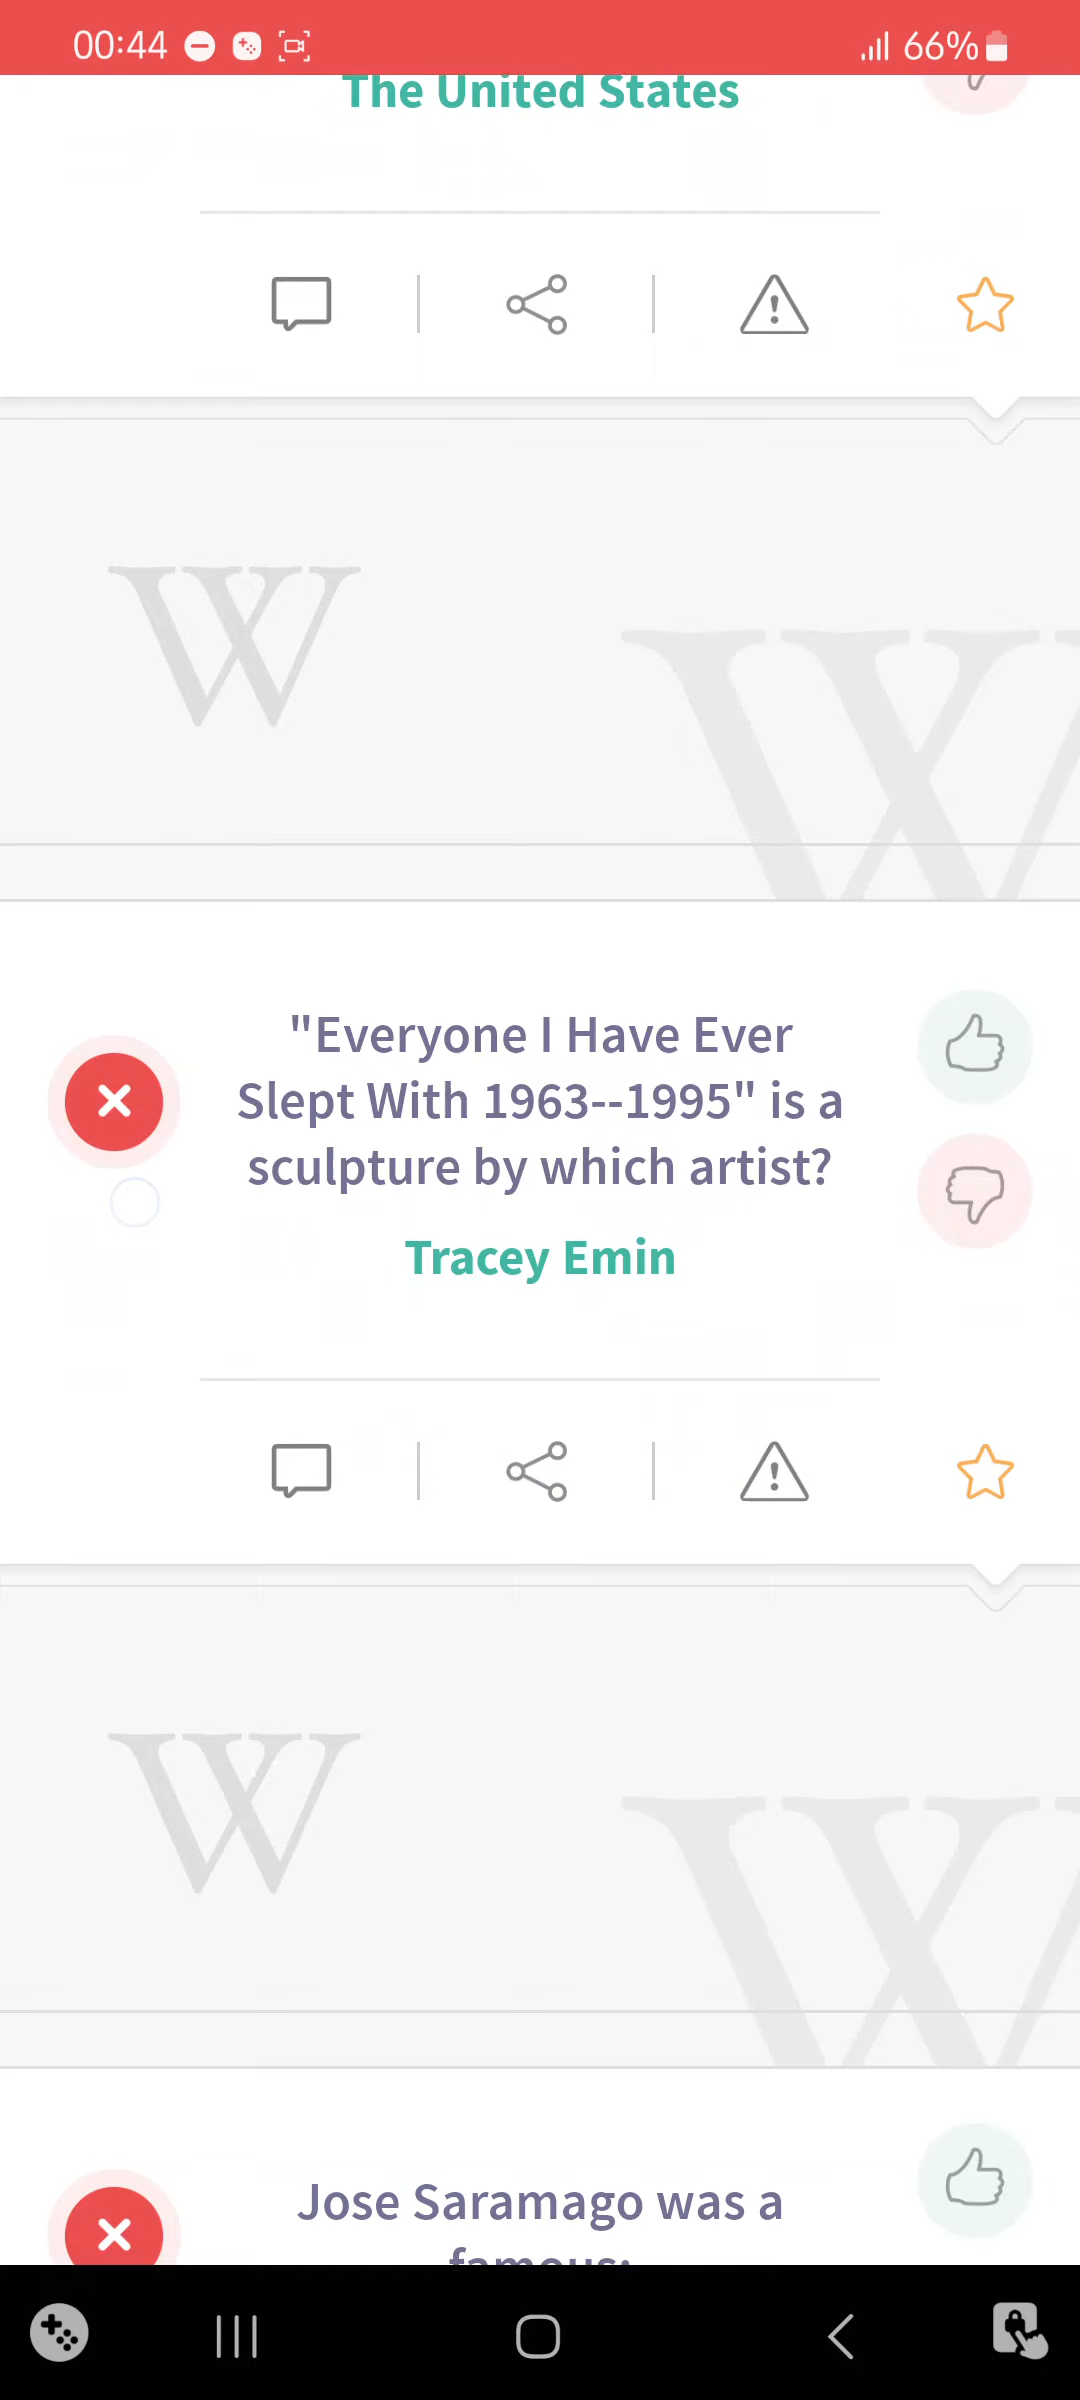 00:44
66%
The United States
W
W
"Everyone I Have Ever
Slept With 1963--1995" is a
sculpture by which artist?
Tracey Emin
W
W
Jose Saramago was a
famous: